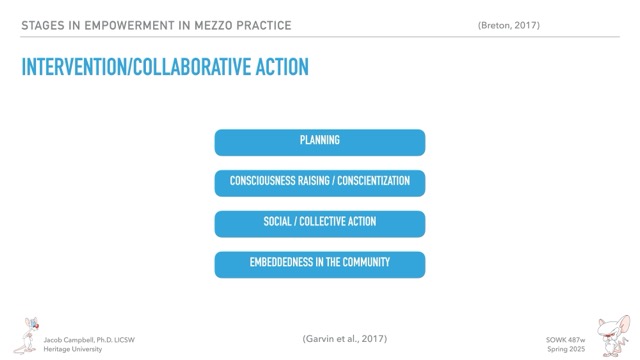 STAGES IN EMPOWERMENT IN MEZZO PRACTICE
(Breton, 2017)
INTERVENTION/COLLABORATIVE ACTION
PLANNING
CONSCIOUSNESS RAISING / CONSCIENTIZATION
SOCIAL / COLLECTIVE ACTION
EMBEDDEDNESS IN THE COMMUNITY
Jacob Campbell, Ph.D. LICSW
Heritage University
(Garvin et al., 2017)
SOWK 487w
Spring 2025